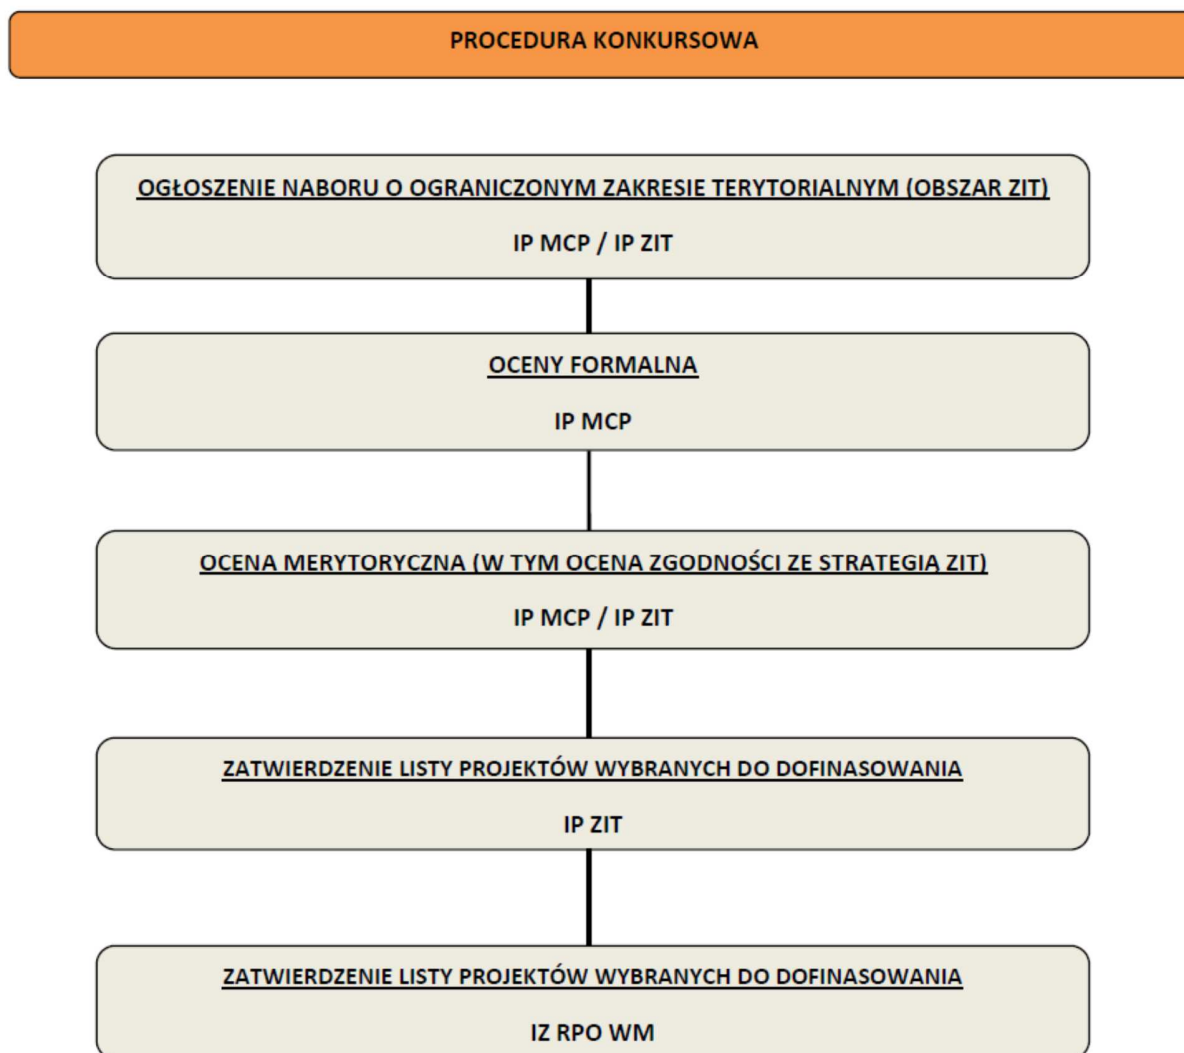 PROCEDURA KONKURSOWA
OGŁOSZENIE NABORU O OGRANICZONYM ZAKRESIE TERYTORIALNYM (OBSZAR ZIT)
IP MCP / IP ZIT
OCENY FORMALNA
IP MCP
OCENA MERYTORYCZNA (W TYM OCENA ZGODNOŚCI ZE STRATEGIĄ ZIT)
IP MCP / IP ZIT
ZATWIERDZENIE LISTY PROJEKTÓW WYBRANYCH DO DOFINASOWANIA
IP ZIT
ZATWIERDZENIE LISTY PROJEKTÓW WYBRANYCH DO DOFINASOWANIA
IZ RPO WM